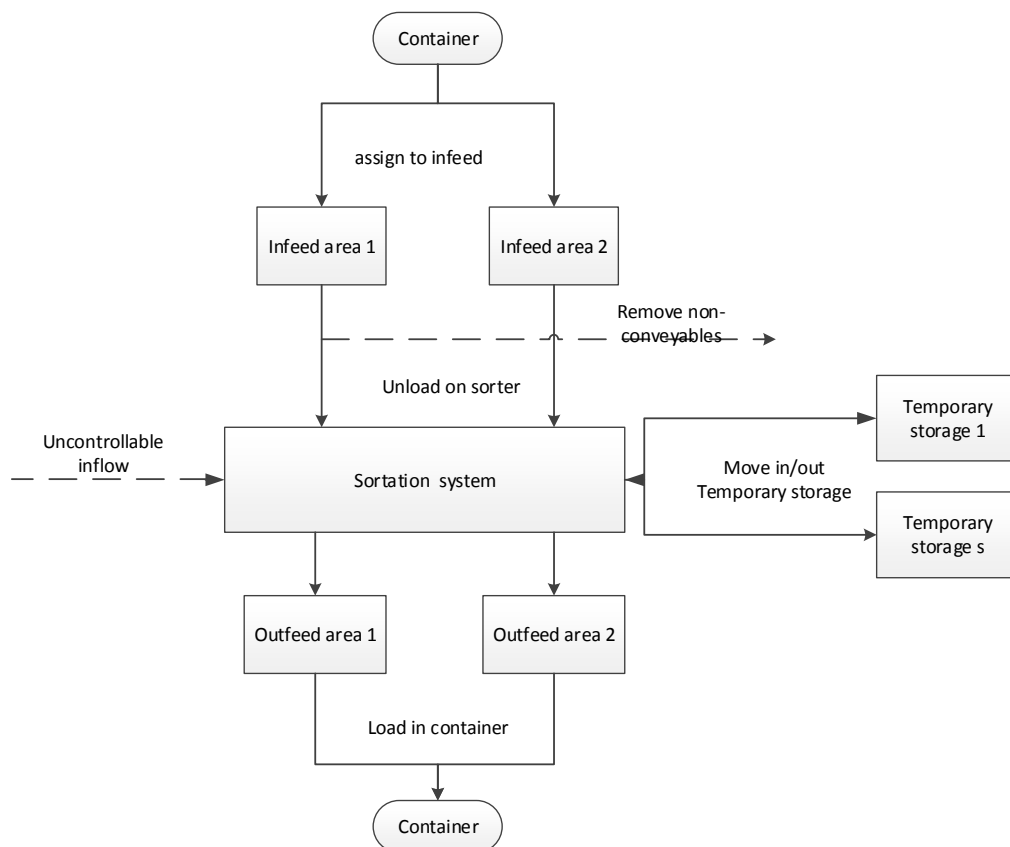 Container
assign to infeed
Infeed area 1
Infeed area 2
Remove non-
conveyables
Unload on sorter
Temporary
storage 1
Uncontrollable
inflow
Sortation system
Move in/out
Temporary storage
Temporary
storage s
Outfeed area 1
Outfeed area 2
Load in container
Container